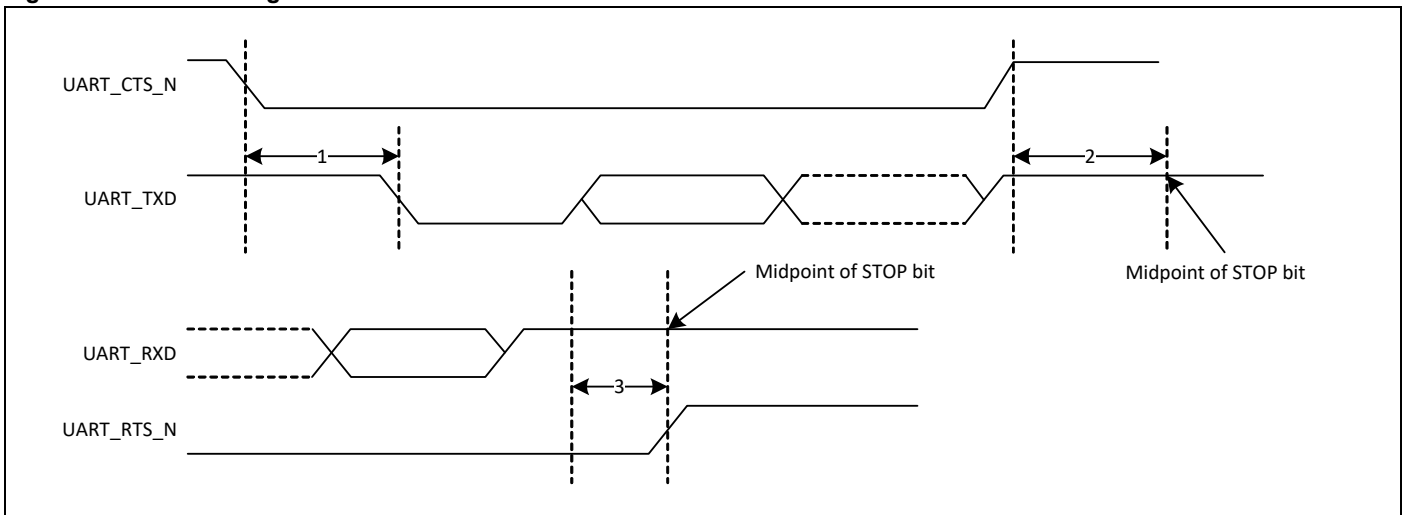 UART_CTS_N
1
2
UART_TXD
Midpoint of STOP bit
Midpoint of STOP bit
UART_RXD
3
UART_RTS_N